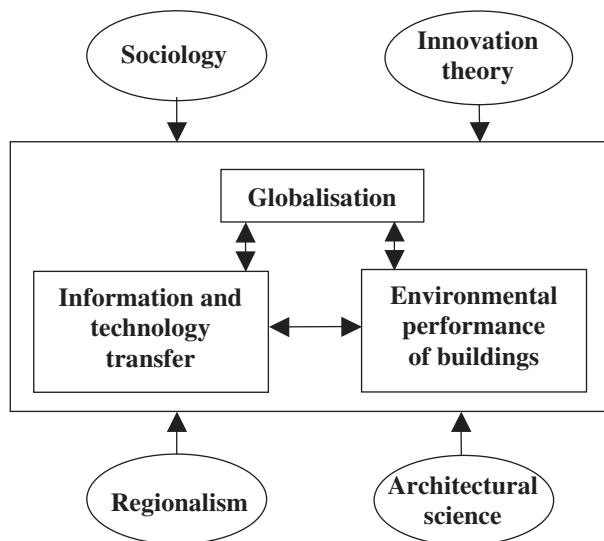 Sociology
Innovation
theory
Globalisation
Information and
technology
transfer
Environmental
performance
of buildings
Regionalism
Architectural
science